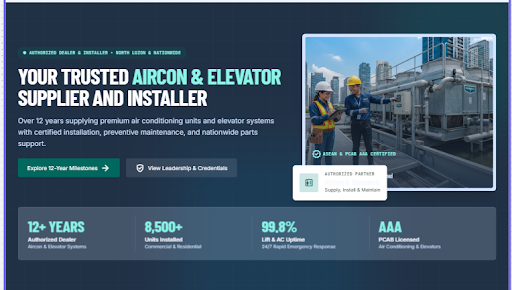 AUTHORIZED DEALER & INSTALLER • NORTH LUZON & NATIONWIDE
YOUR TRUSTED AIRCON & ELEVATOR
SUPPLIER AND INSTALLER
Over 12 years supplying premium air conditioning units and elevator systems
with certified installation, preventive maintenance, and nationwide parts
support.
Explore 12-Year Milestones →
View Leadership & Credentials
ASEAN & PCAB AAA CERTIFIED
AUTHORIZED PARTNER
Supply, Install & Maintain
12+ YEARS
Authorized Dealer
Aircon & Elevator Systems
8,500+
Units Installed
Commercial & Residential
99.8%
Lift & AC Uptime
24/7 Rapid Emergency Response
AAA
PCAB Licensed
Air Conditioning & Elevators